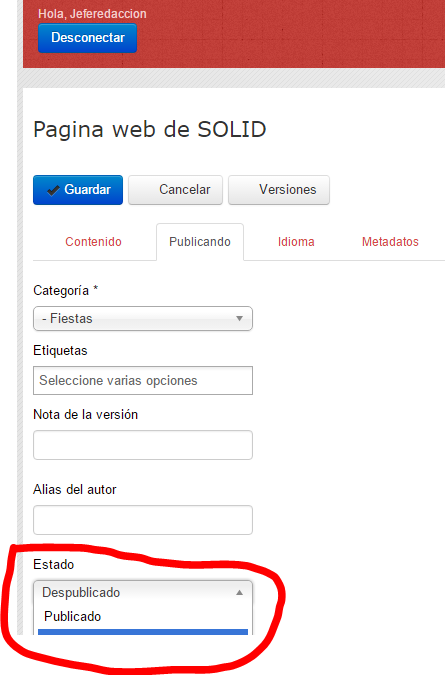 Hola, Jeferedaccion
Desconectar
Pagina web de SOLID
Guardar Cancelar Versiones
Contenido Publicando Idioma Metadatos
Categoría *
- Fiestas
Etiquetas
Seleccione varias opciones
Nota de la versión
Alias del autor
Estado
Despublicado
Publicado